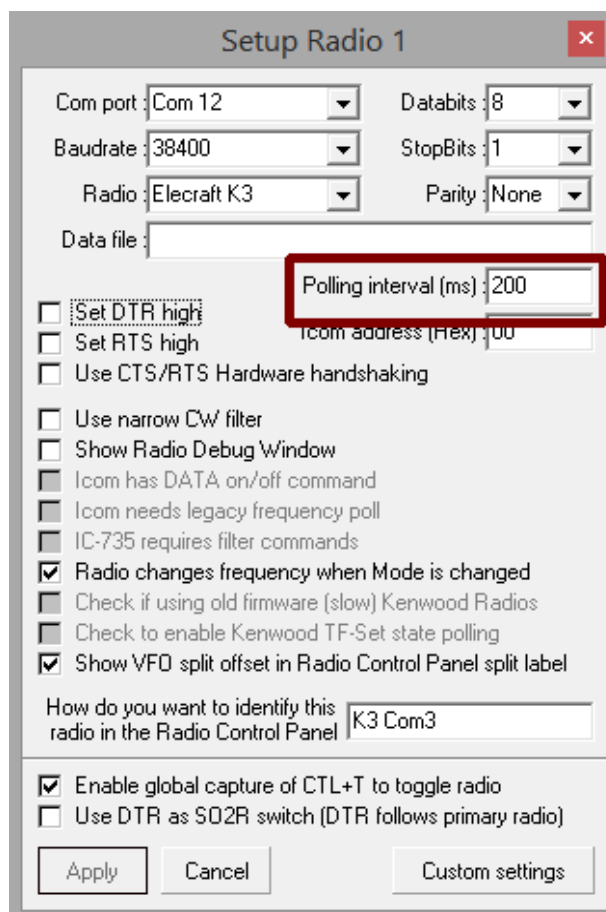 Setup Radio 1
Com port : Com 12 Databits : 8
Baudrate : 38400 StopBits : 1
Radio : Elecraft K3 Parity : None
Data file :
Polling interval (ms) : 200
Set DTR high
Icom address (Hex) : 00
Set RTS high
Use CTS/RTS Hardware handshaking
Use narrow CW filter
Show Radio Debug Window
Icom has DATA on/off command
Icom needs legacy frequency poll
IC-735 requires filter commands
Radio changes frequency when Mode is changed
Check if using old firmware (slow) Kenwood Radios
Check to enable Kenwood TF-Set state polling
Show VFO split offset in Radio Control Panel split label
How do you want to identify this
radio in the Radio Control Panel
K3 Com3
Enable global capture of CTL+T to toggle radio
Use DTR as SO2R switch (DTR follows primary radio)
Apply Cancel Custom settings